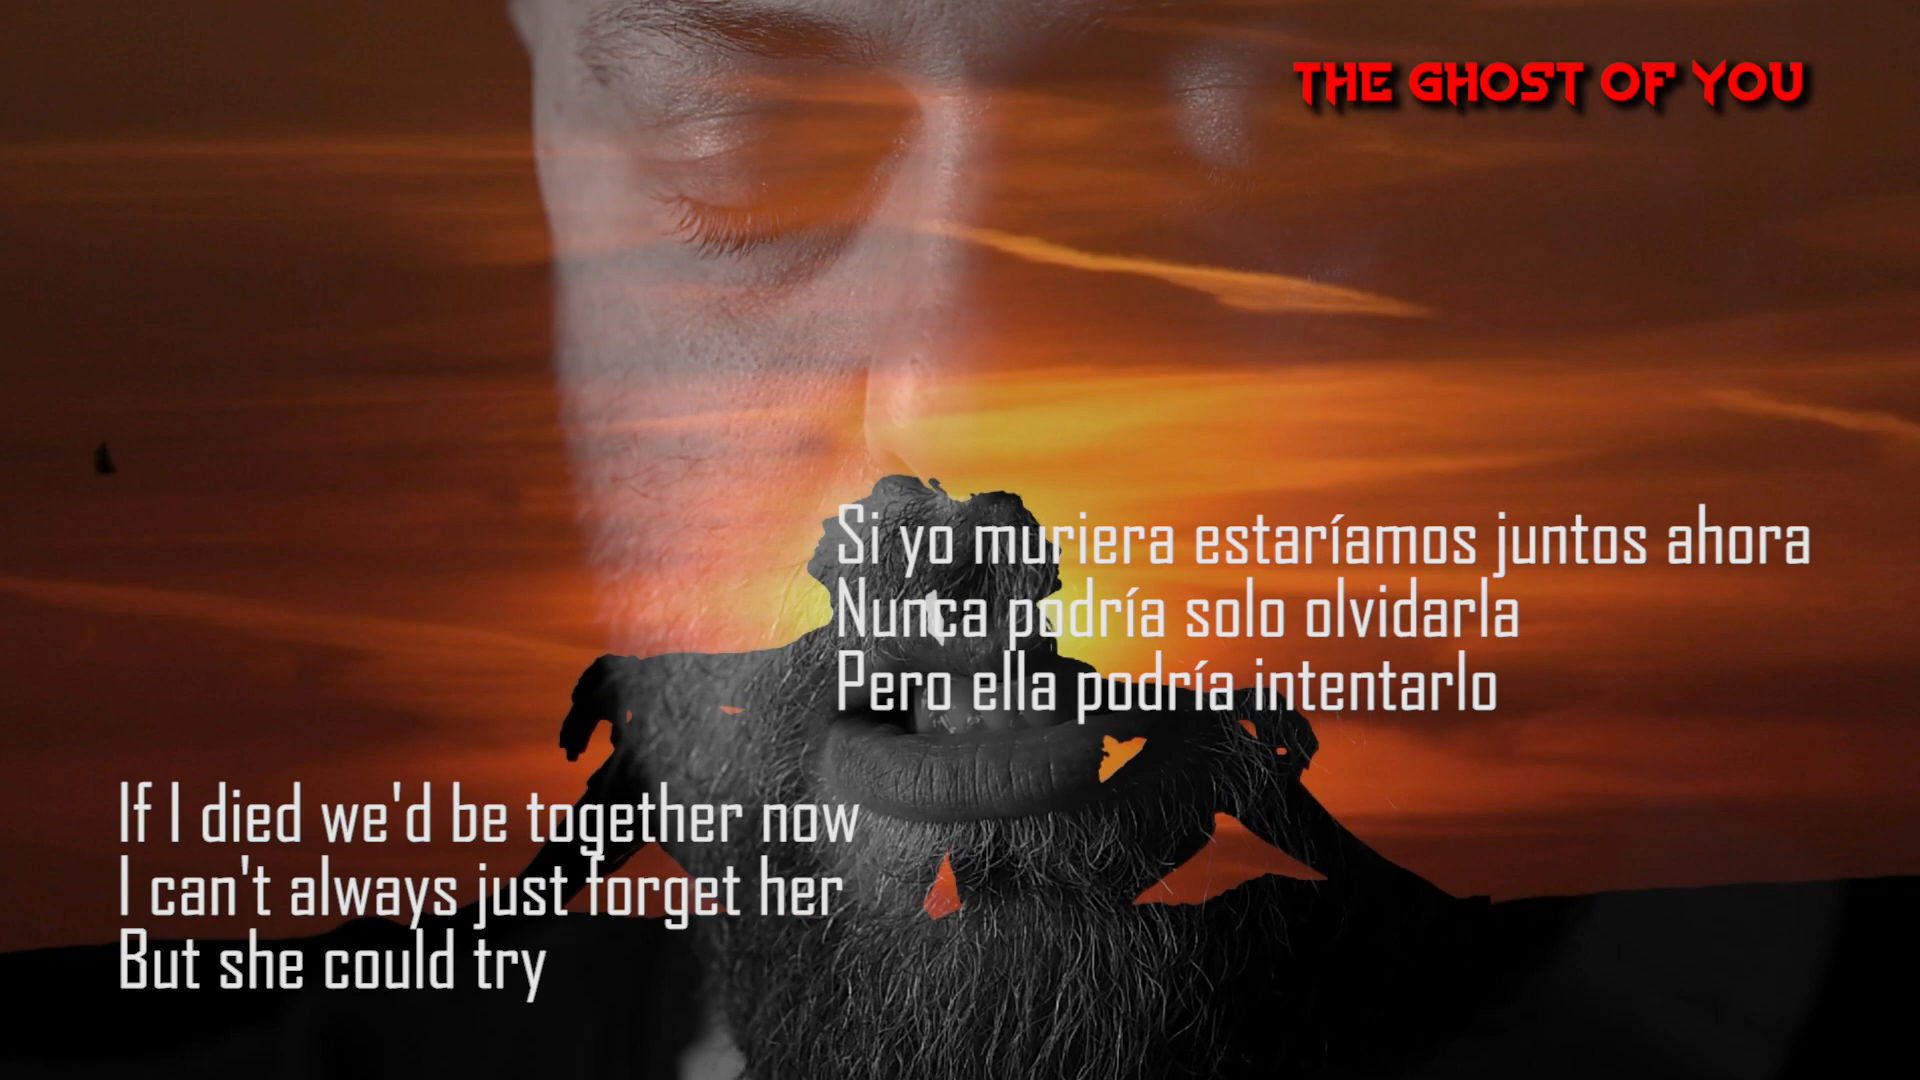 THE GHOST OF YOU
Si yo muriera estaríamos juntos ahora
Nunca podría solo olvidarla
Pero ella podría intentarlo
If I died we'd be together now
I can't always just forget her
But she could try